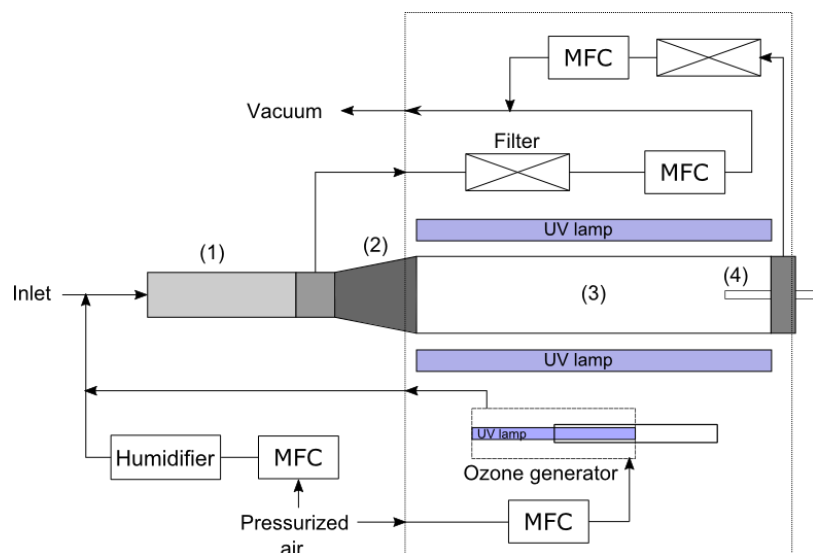 MFC
Vacuum
Filter
MFC
UV lamp
(1)
(2)
Inlet
(3)
(4)
UV lamp
UV lamp
Humidifier
MFC
Ozone generator
Pressurized
air
MFC